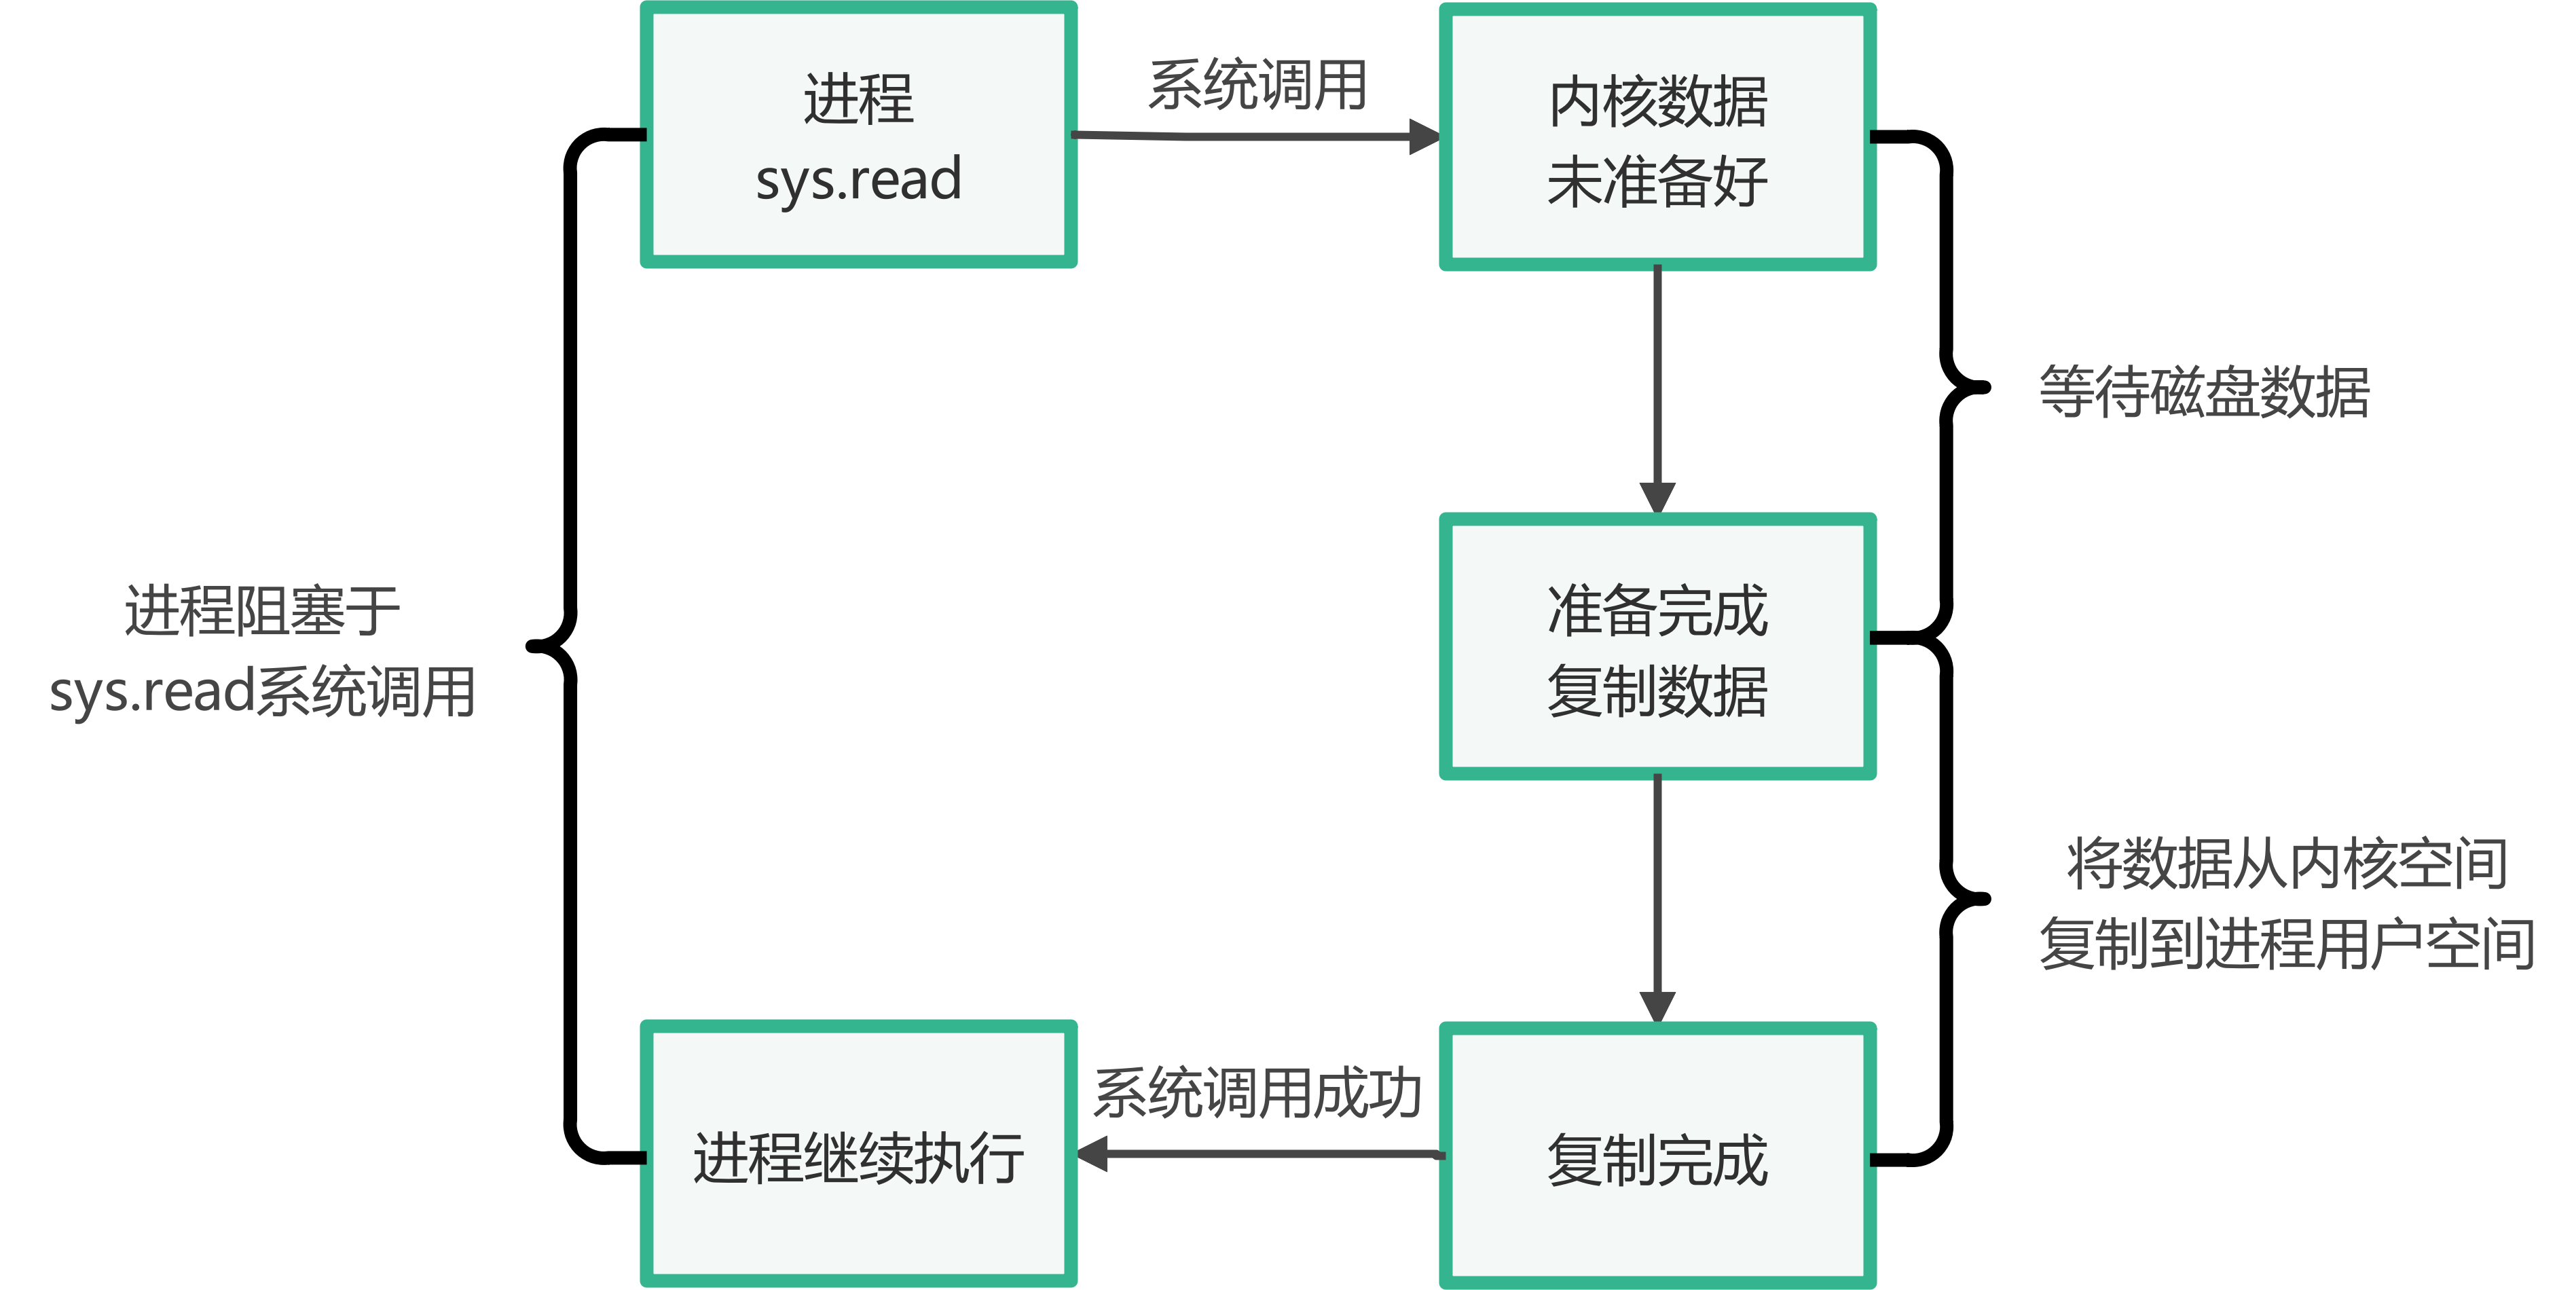 进程
sys.read
系统调用
内核数据
未准备好
等待磁盘数据
进程阻塞于
sys.read系统调用
准备完成
复制数据
将数据从内核空间
复制到进程用户空间
进程继续执行
系统调用成功
复制完成